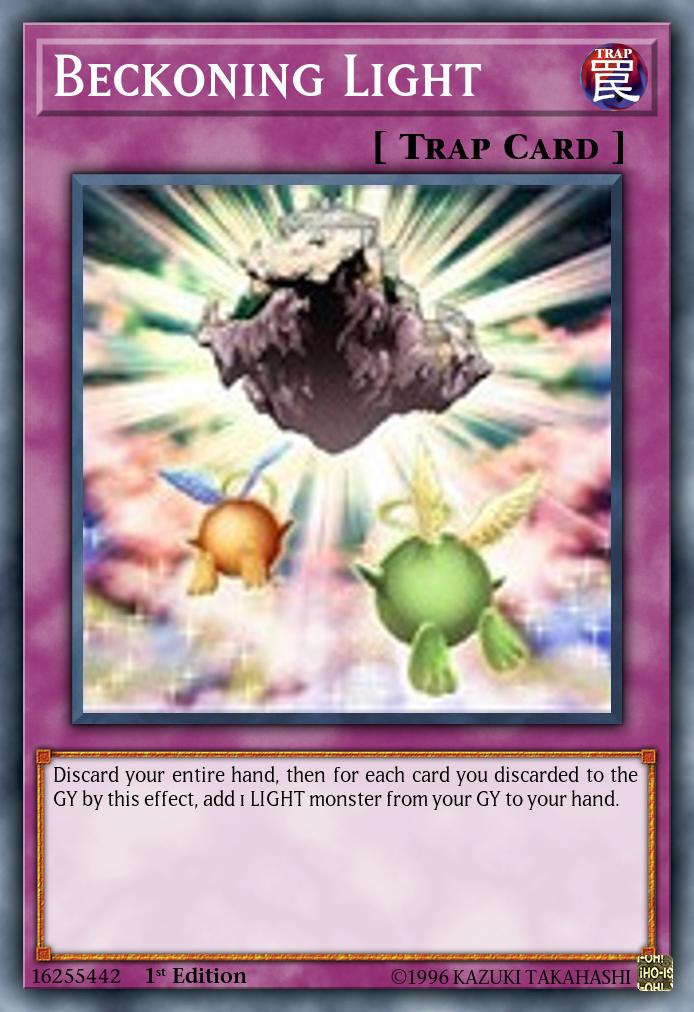 BECKONING LIGHT
TRAP
罠
[ TRAP CARD ]
Discard your entire hand, then for each card you discarded to the
GY by this effect, add 1 LIGHT monster from your GY to your hand.
16255442 1st Edition ©1996 KAZUKI TAKAHASHI